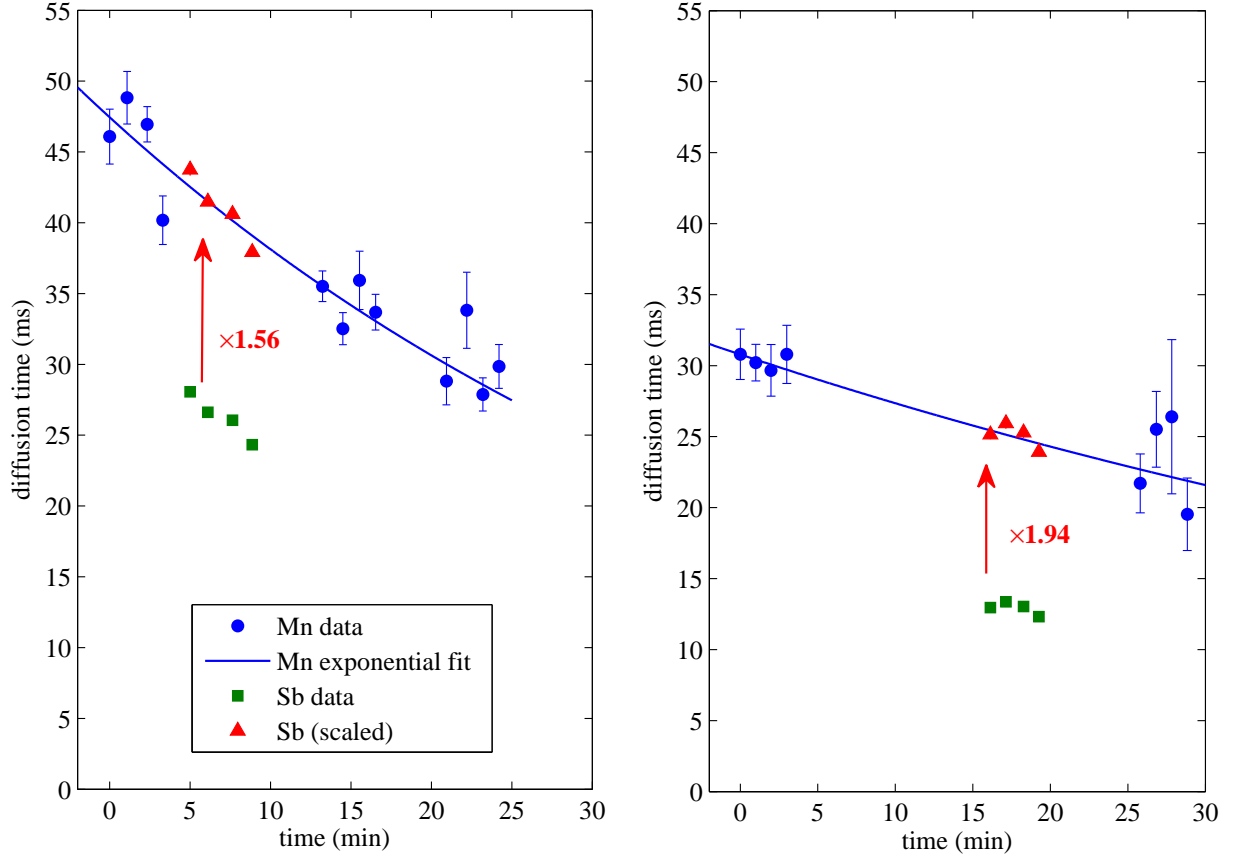 55
50
45
40
35
30
25
20
15
10
5
0
diffusion time (ms)
0 5 10 15 20 25 30
time (min)
×1.56
Mn data
Mn exponential fit
Sb data
Sb (scaled)
55
50
45
40
35
30
25
20
15
10
5
0
diffusion time (ms)
0 5 10 15 20 25 30
time (min)
×1.94